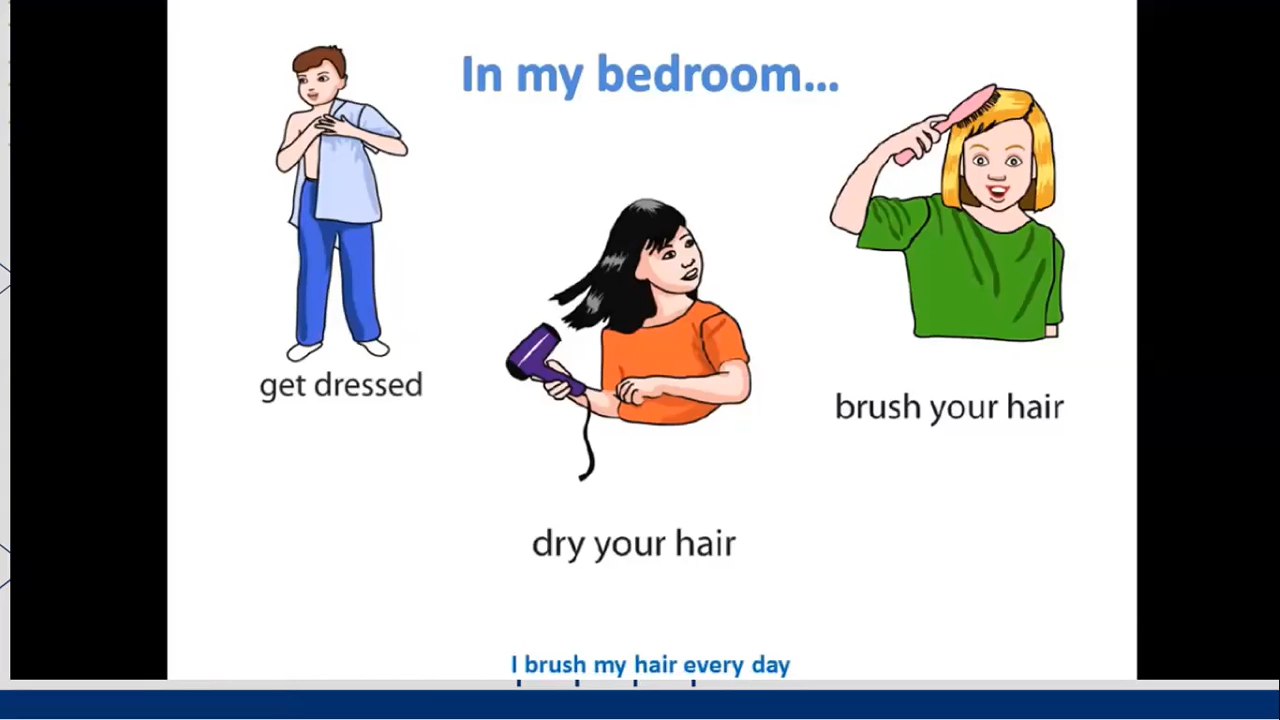 In my bedroom...
get dressed
brush your hair
dry your hair
I brush my hair every day